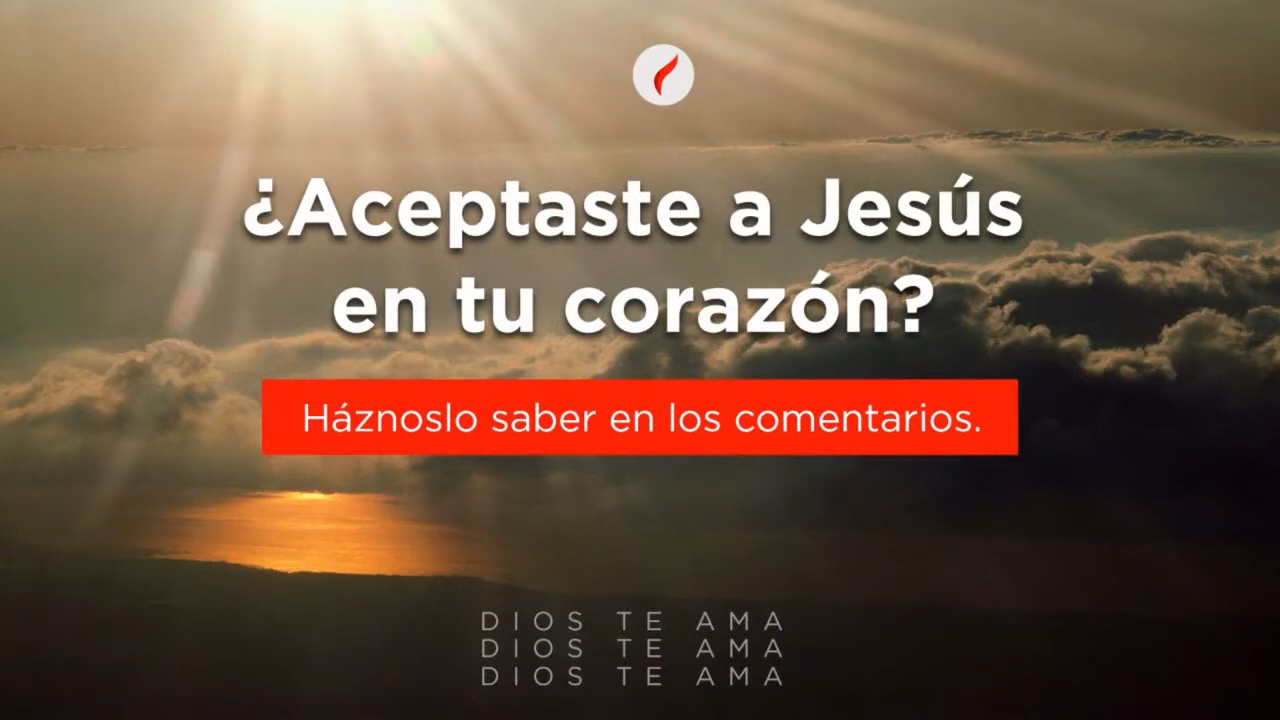 ¿Aceptaste a Jesús
en tu corazón?
Háznoslo saber en los comentarios.
DIOS TE AMA
DIOS TE AMA
DIOS TE AMA